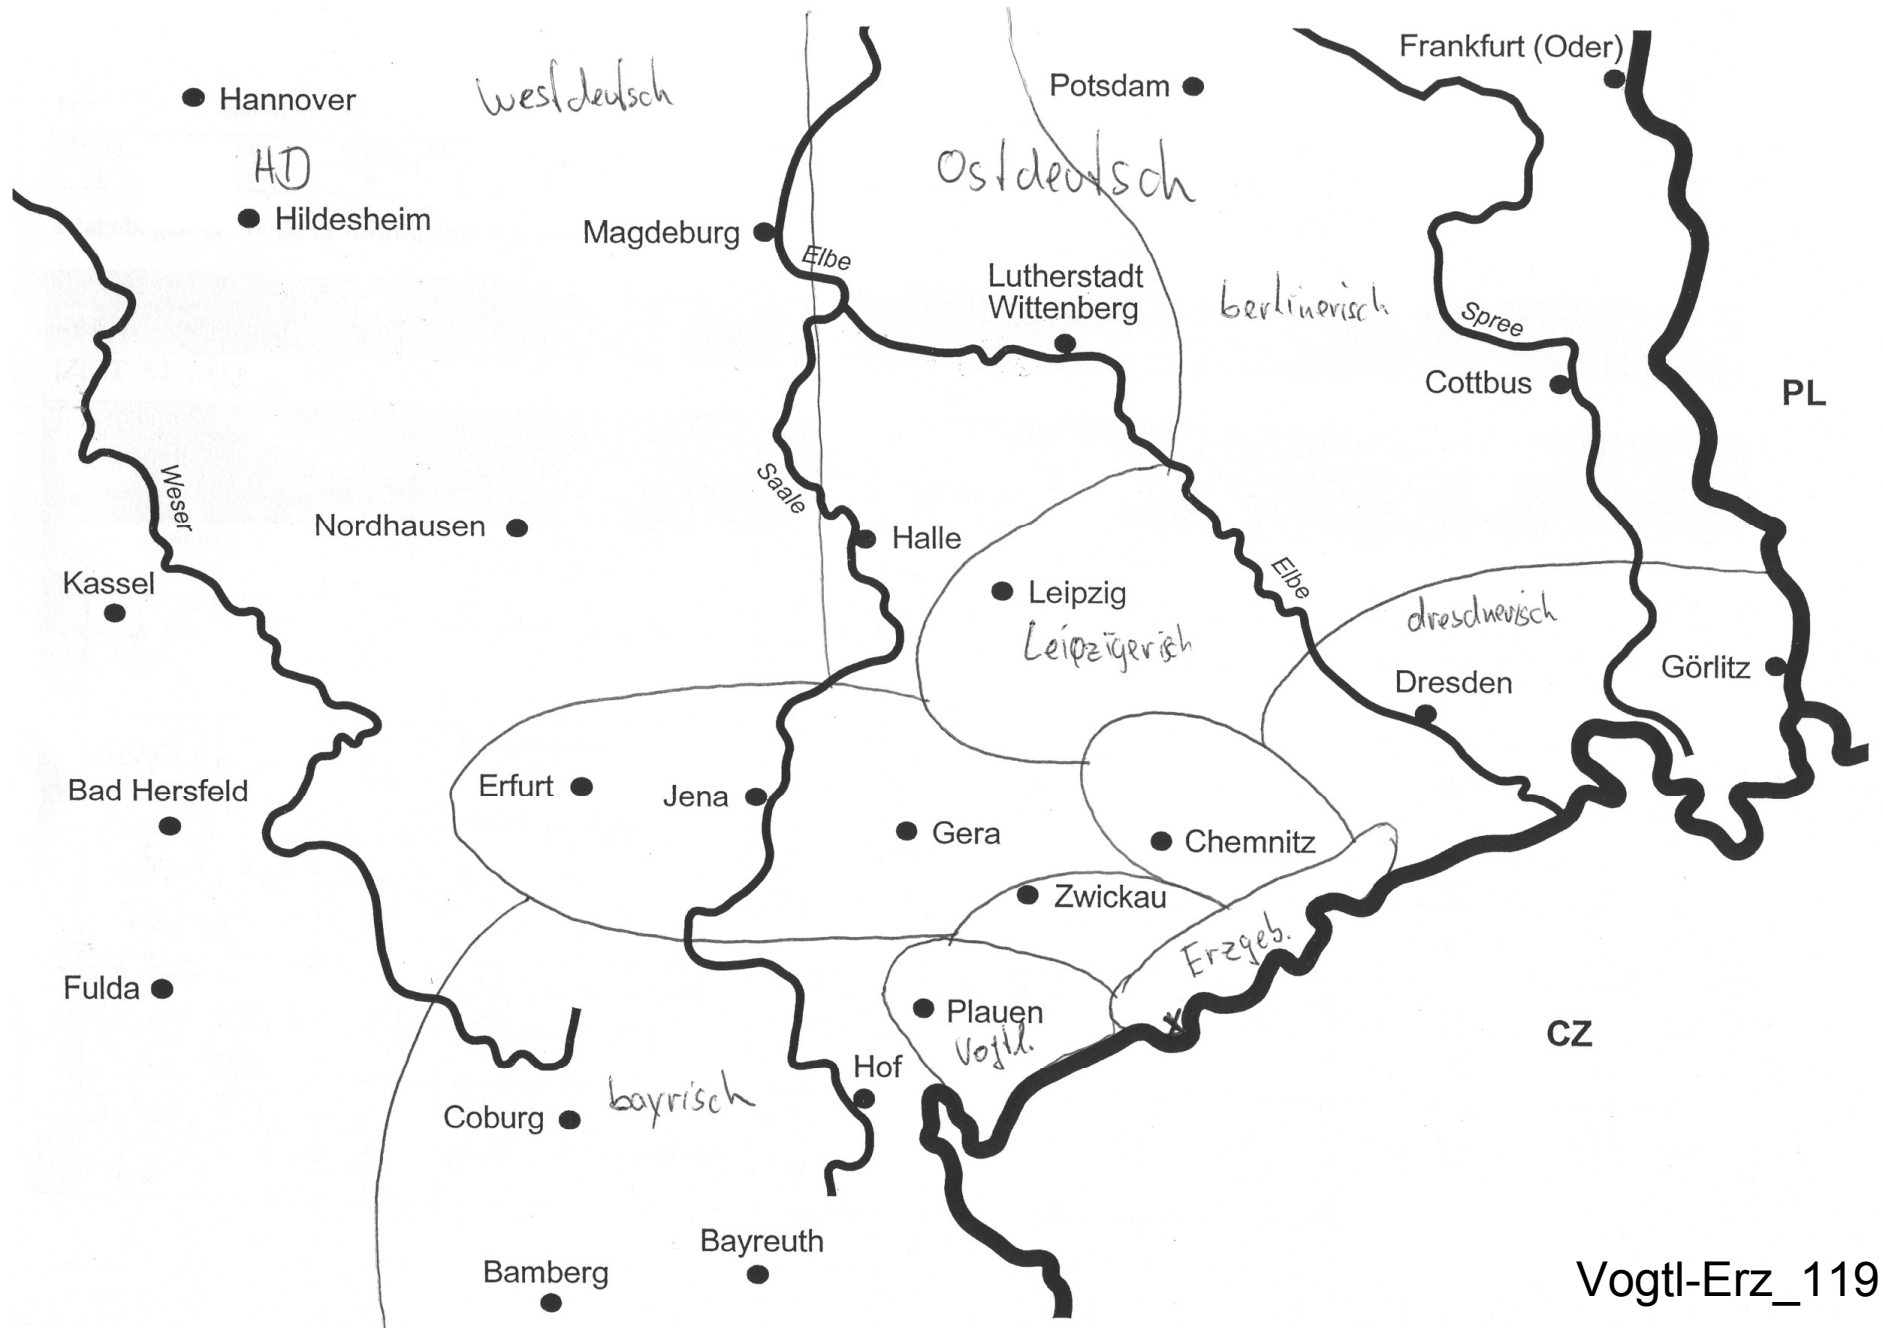 Frankfurt (Oder)
Hannover
westdeutsch
Potsdam
HD
Ostdeutsch
Hildesheim
Magdeburg
Elbe
Lutherstadt
Wittenberg
berlinerisch
Spree
Cottbus
PL
Weser
Saale
Nordhausen
Halle
Kassel
Leipzig
Elbe
dresdnerisch
Leipzigerisch
Görlitz
Dresden
Bad Hersfeld
Erfurt
Jena
Gera
Chemnitz
Zwickau
Erzgeb.
Fulda
Plauen
Vogtl.
x
CZ
Hof
Coburg
bayrisch
Bayreuth
Bamberg
Vogtl-Erz_119